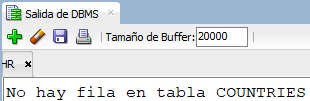 Salida de DBMS
Tamaño de Buffer: 20000
HR
No hay fila en tabla COUNTRIES